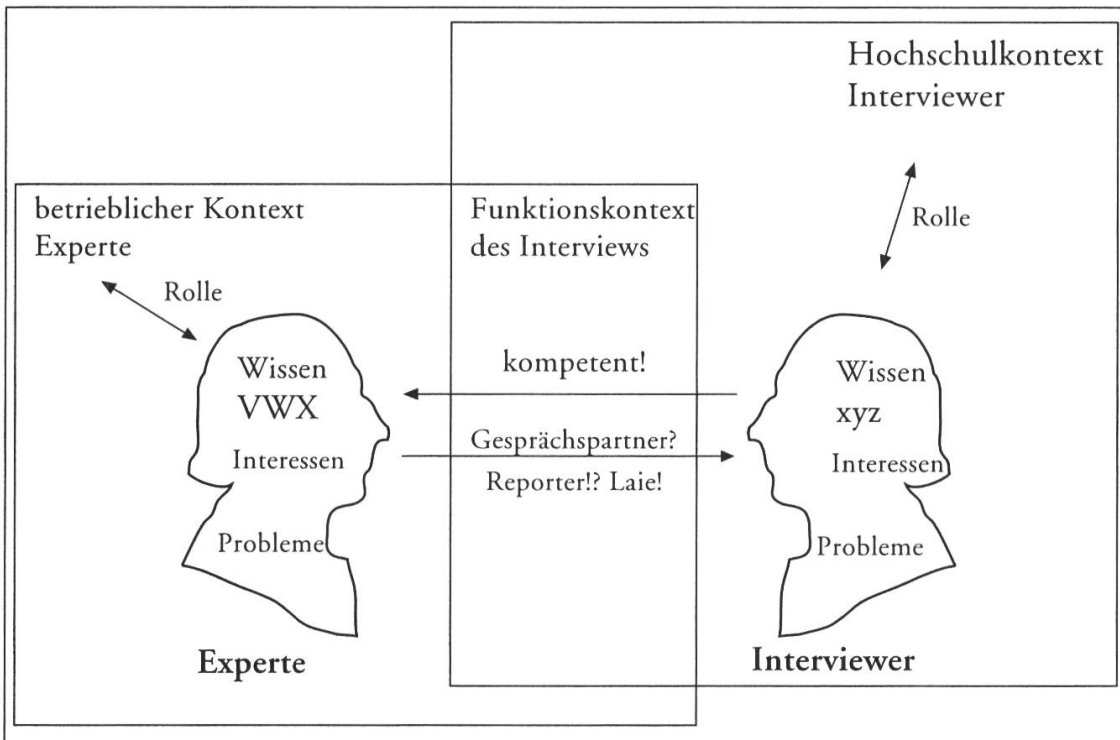 Hochschulkontext
Interviewer
Rolle
betrieblicher Kontext
Experte
Rolle
Funktionskontext
des Interviews
Wissen
VWX
Interessen
Probleme
kompetent!
Gesprächspartner?
Reporter!? Laie!
Wissen
xyz
Interessen
Probleme
Experte
Interviewer